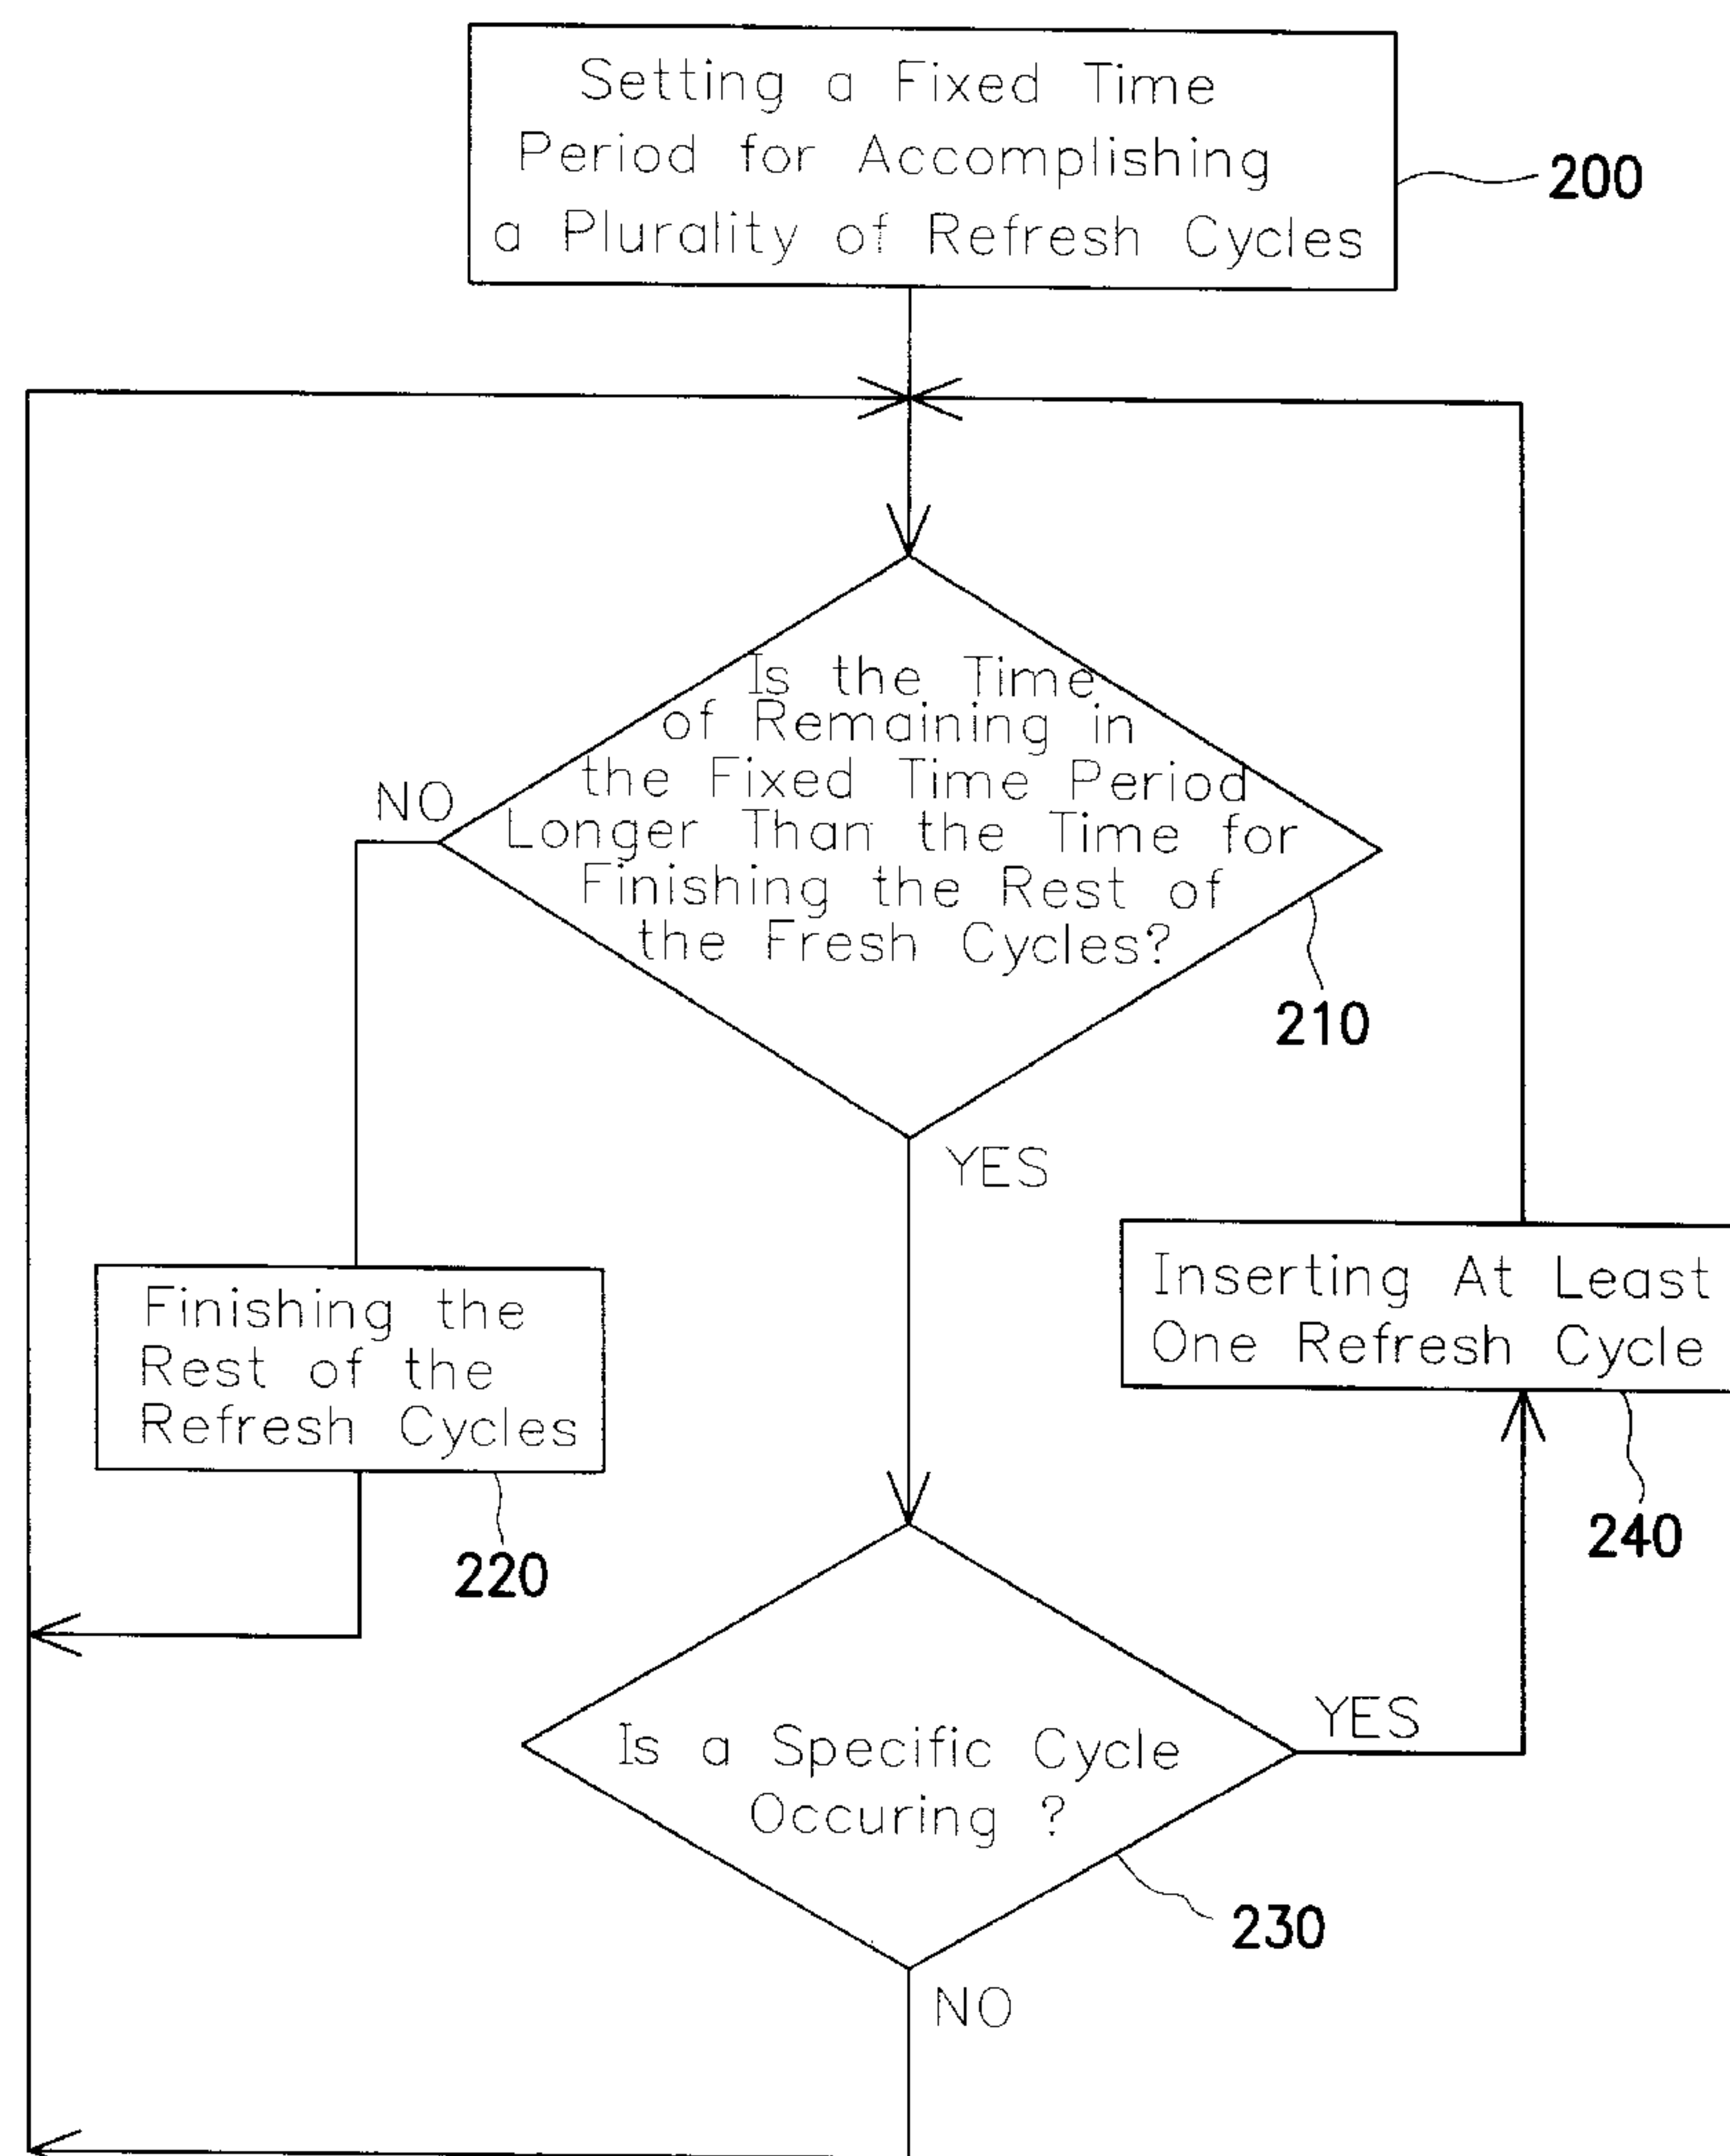 Setting a Fixed Time
Period for Accomplishing
a Plurality of Refresh Cycles
200
Is the Time
of Remaining in
the Fixed Time Period
Longer Than the Time for
Finishing the Rest of
the Fresh Cycles?
NO
210
YES
Finishing the
Rest of the
Refresh Cycles
220
Inserting At Least
One Refresh Cycle
240
Is a Specific Cycle
Occuring ?
YES
230
NO